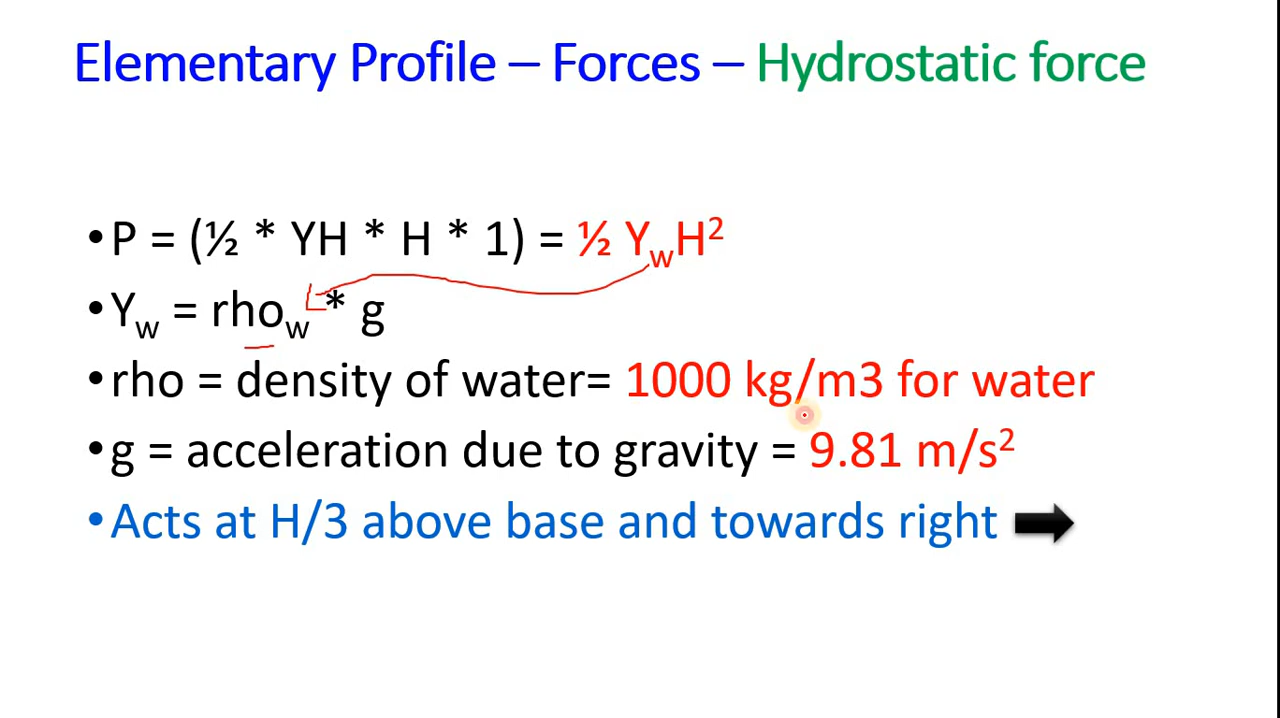 Elementary Profile – Forces – Hydrostatic force
•P = (½ * YH * H * 1) = ½ YwH²
•Yw = rhow * g
•rho = density of water= 1000 kg/m3 for water
•g = acceleration due to gravity = 9.81 m/s²
•Acts at H/3 above base and towards right